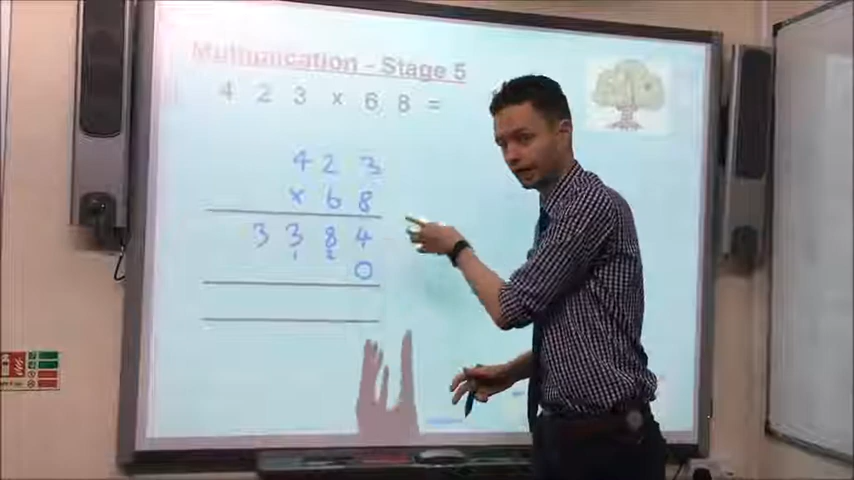 Multiplication - Stage 5
4 2 3 x 6 8 =
4 2 3
x 6 8
3 3 8 4
1 2
0